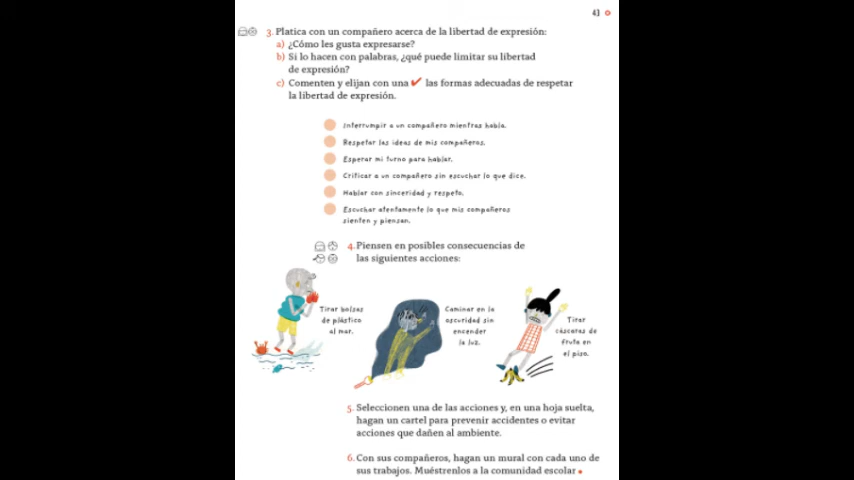 43
3. Platica con un compañero acerca de la libertad de expresión:
a) ¿Cómo les gusta expresarse?
b) Si lo hacen con palabras, ¿qué puede limitar su libertad
de expresión?
c) Comenten y elijan con una ✔ las formas adecuadas de respetar
la libertad de expresión.
Interrumpir a un compañero mientras habla.
Respetar las ideas de mis compañeros.
Esperar mi turno para hablar.
Criticar a un compañero sin escuchar lo que dice.
Hablar con sinceridad y respeto.
Escuchar atentamente lo que mis compañeros
sienten y piensan.
4. Piensen en posibles consecuencias de
las siguientes acciones:
Tirar bolsas
de plástico
al mar.
Caminar en la
oscuridad sin
encender
la luz.
Tirar
cáscaras de
fruta en
el piso.
5. Seleccionen una de las acciones y, en una hoja suelta,
hagan un cartel para prevenir accidentes o evitar
acciones que dañen al ambiente.
6. Con sus compañeros, hagan un mural con cada uno de
sus trabajos. Muéstrenlos a la comunidad escolar